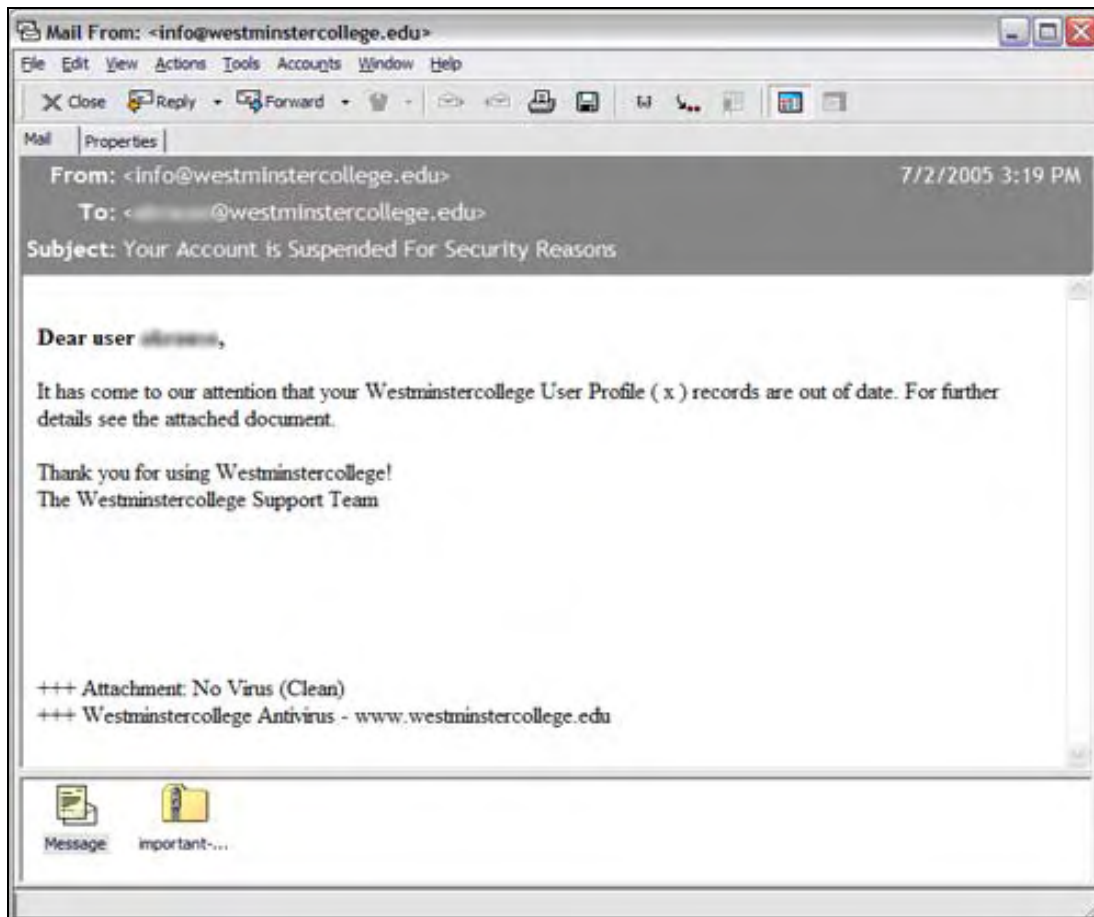 Mail From: <info@westminstercollege.edu>
File Edit View Actions Tools Accounts Window Help
Close Reply Forward
Mail Properties
From: <info@westminstercollege.edu> 7/2/2005 3:19 PM
To: < @westminstercollege.edu>
Subject: Your Account is Suspended For Security Reasons
Dear user ,
It has come to our attention that your Westminstercollege User Profile ( x ) records are out of date. For further
details see the attached document.
Thank you for using Westminstercollege!
The Westminstercollege Support Team
+++ Attachment: No Virus (Clean)
+++ Westminstercollege Antivirus - www.westminstercollege.edu
Message important-...